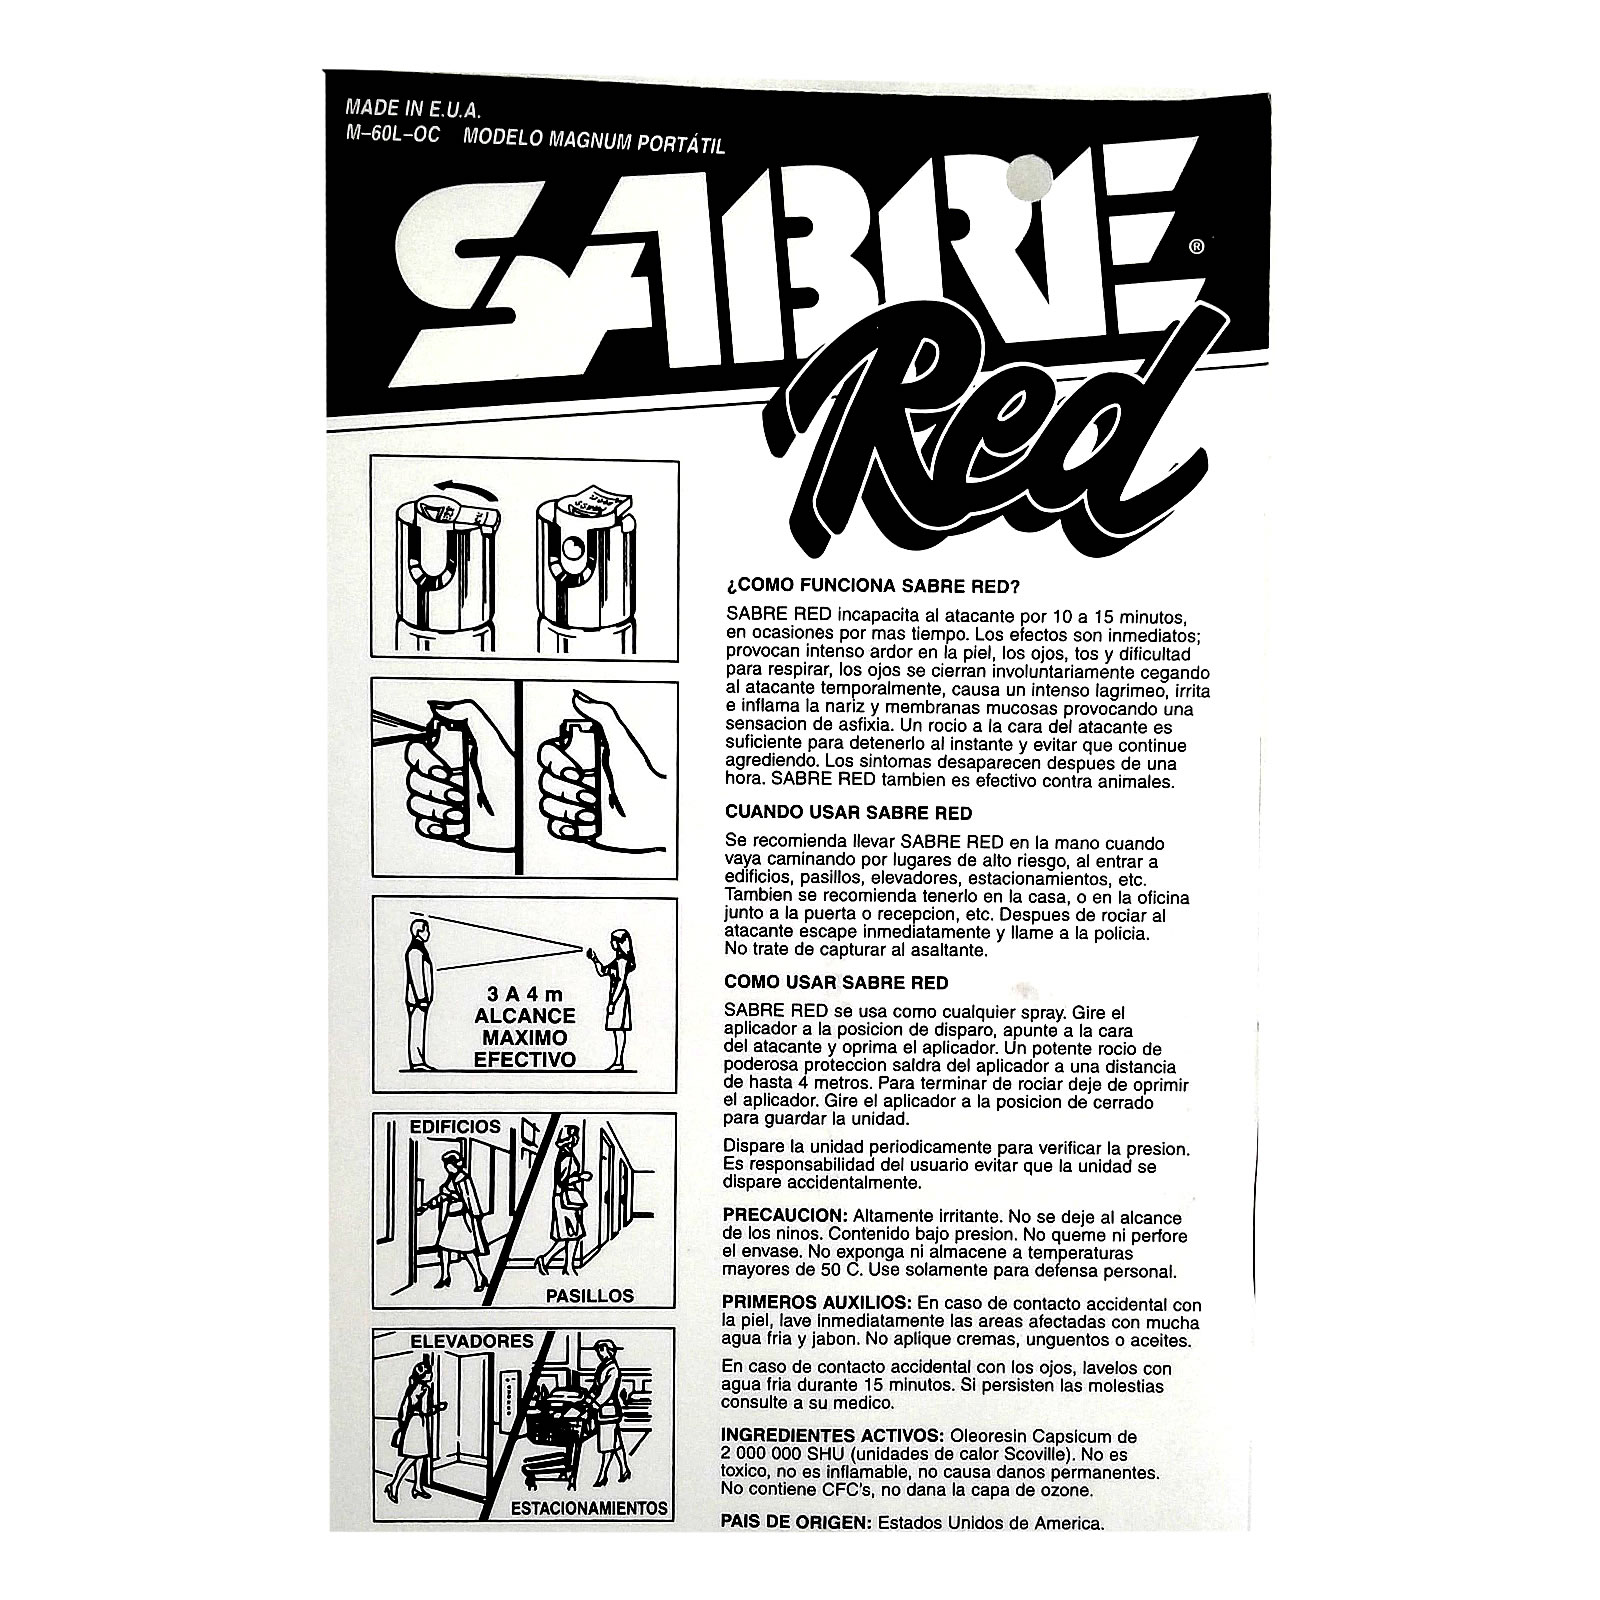 MADE IN E.U.A.
M-60L-OC MODELO MAGNUM PORTÁTIL
SABRE®
Red
¿COMO FUNCIONA SABRE RED?
SABRE RED incapacita al atacante por 10 a 15 minutos,
en ocasiones por mas tiempo. Los efectos son inmediatos;
provocan intenso ardor en la piel, los ojos, tos y dificultad
para respirar, los ojos se cierran involuntariamente cegando
al atacante temporalmente, causa un intenso lagrimeo, irrita
e inflama la nariz y membranas mucosas provocando una
sensacion de asfixia. Un rocio a la cara del atacante es
suficiente para detenerlo al instante y evitar que continue
agrediendo. Los sintomas desaparecen despues de una
hora. SABRE RED tambien es efectivo contra animales.
CUANDO USAR SABRE RED
Se recomienda llevar SABRE RED en la mano cuando
vaya caminando por lugares de alto riesgo, al entrar a
edificios, pasillos, elevadores, estacionamientos, etc.
Tambien se recomienda tenerlo en la casa, o en la oficina
junto a la puerta o recepcion, etc. Despues de rociar al
atacante escape inmediatamente y llame a la policia.
No trate de capturar al asaltante.
COMO USAR SABRE RED
SABRE RED se usa como cualquier spray. Gire el
aplicador a la posicion de disparo, apunte a la cara
del atacante y oprima el aplicador. Un potente rocio de
poderosa proteccion saldra del aplicador a una distancia
de hasta 4 metros. Para terminar de rociar deje de oprimir
el aplicador. Gire el aplicador a la posicion de cerrado
para guardar la unidad.
Dispare la unidad periodicamente para verificar la presion.
Es responsabilidad del usuario evitar que la unidad se
dispare accidentalmente.
PRECAUCION: Altamente irritante. No se deje al alcance
de los ninos. Contenido bajo presion. No queme ni perfore
el envase. No exponga ni almacene a temperaturas
mayores de 50 C. Use solamente para defensa personal.
PRIMEROS AUXILIOS: En caso de contacto accidental con
la piel, lave inmediatamente las areas afectadas con mucha
agua fria y jabon. No aplique cremas, unguentos o aceites.
En caso de contacto accidental con los ojos, lavelos con
agua fria durante 15 minutos. Si persisten las molestias
consulte a su medico.
INGREDIENTES ACTIVOS: Oleoresin Capsicum de
2 000 000 SHU (unidades de calor Scoville). No es
toxico, no es inflamable, no causa danos permanentes.
No contiene CFC's, no dana la capa de ozone.
PAIS DE ORIGEN: Estados Unidos de America.
3 A 4 m
ALCANCE
MAXIMO
EFECTIVO
EDIFICIOS
PASILLOS
ELEVADORES
ESTACIONAMIENTOS